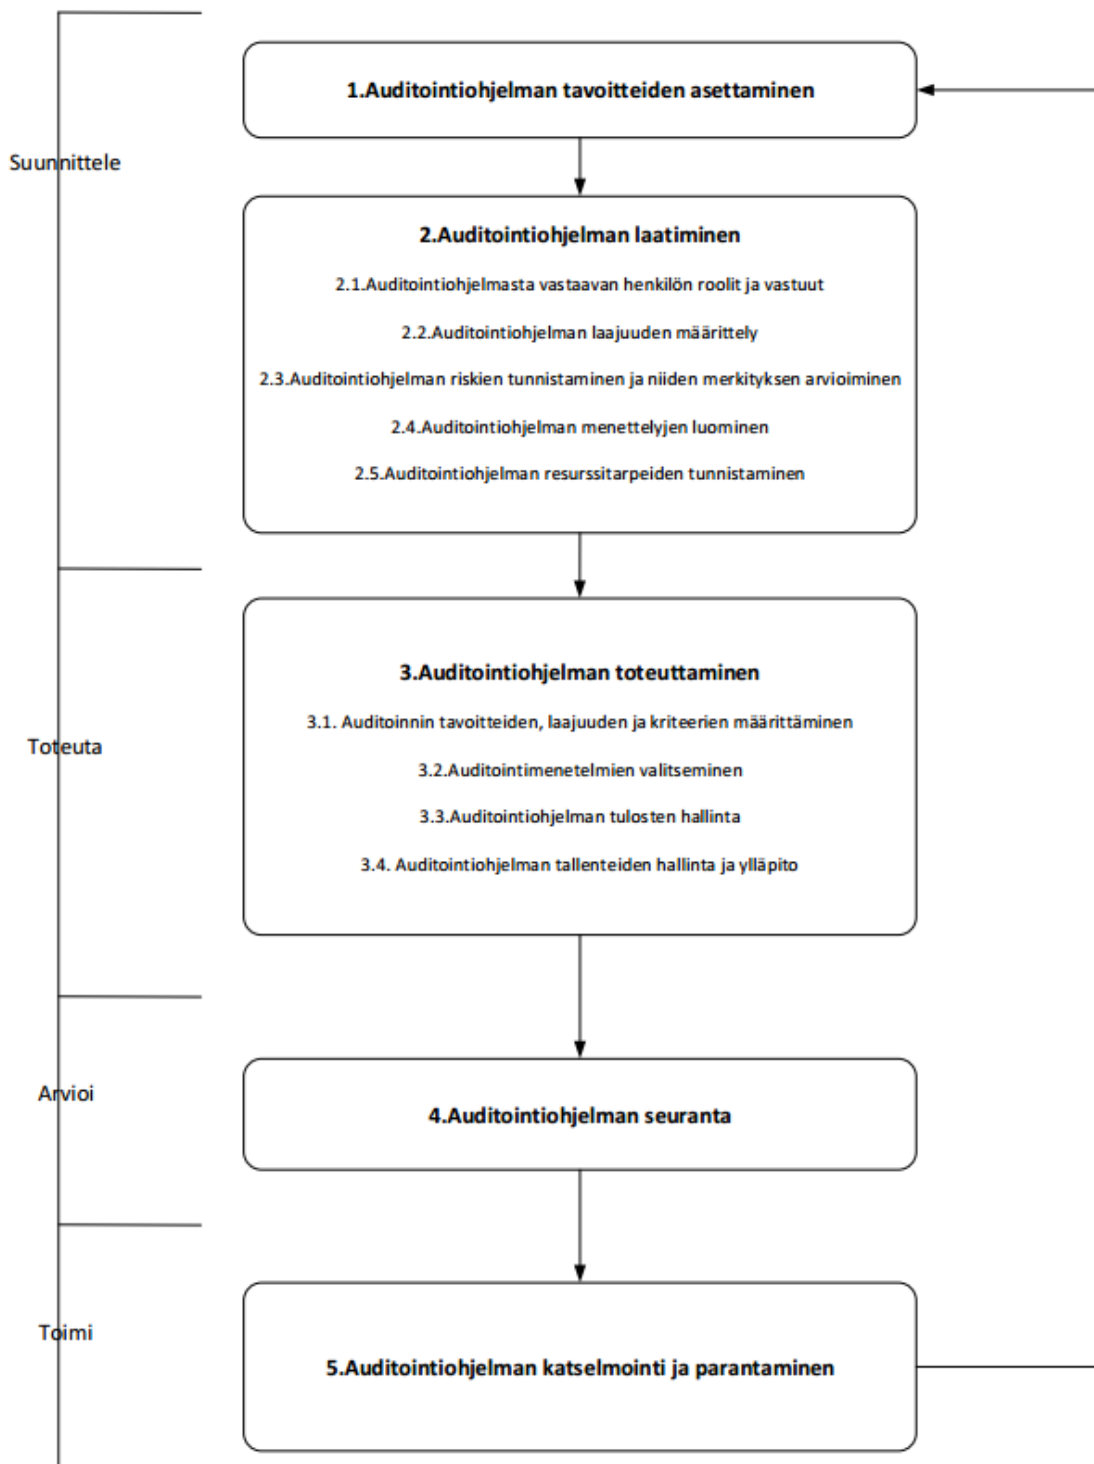 1.Auditointiohjelman tavoitteiden asettaminen
Suunnittele
2.Auditointiohjelman laatiminen
2.1.Auditointiohjelmasta vastaavan henkilön roolit ja vastuut
2.2.Auditointiohjelman laajuuden määrittely
2.3.Auditointiohjelman riskien tunnistaminen ja niiden merkityksen arvioiminen
2.4.Auditointiohjelman menettelyjen luominen
2.5.Auditointiohjelman resurssitarpeiden tunnistaminen
3.Auditointiohjelman toteuttaminen
3.1. Auditoinnin tavoitteiden, laajuuden ja kriteerien määrittäminen
Toteuta
3.2.Auditointimenetelmien valitseminen
3.3.Auditointiohjelman tulosten hallinta
3.4. Auditointiohjelman tallenteiden hallinta ja ylläpito
Arvioi
4.Auditointiohjelman seuranta
Toimi
5.Auditointiohjelman katselmointi ja parantaminen